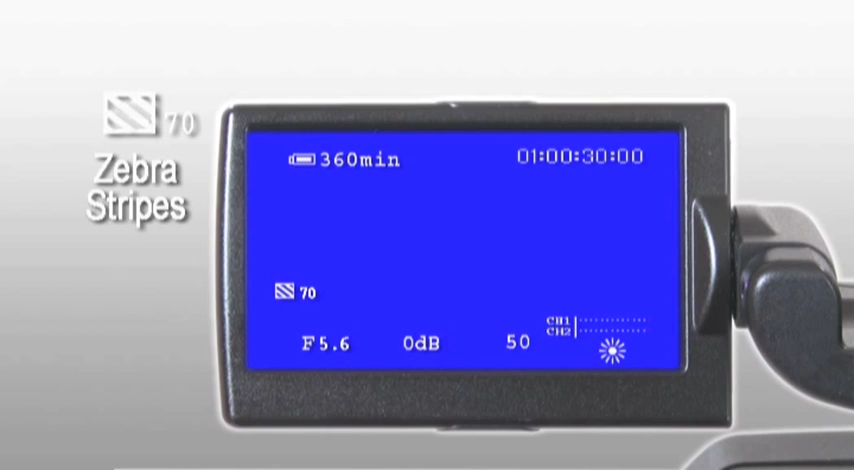 70
Zebra
Stripes
360min
01:00:30:00
70
CH1
CH2
F5.6
0dB
50